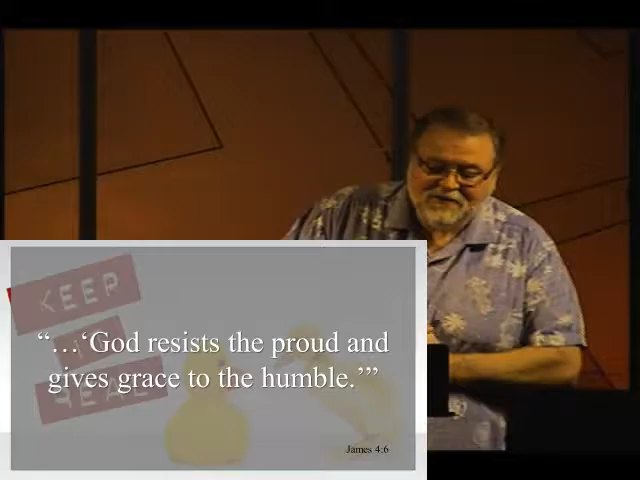 KEEP
REAL
“…‘God resists the proud and
gives grace to the humble.’”
James 4:6